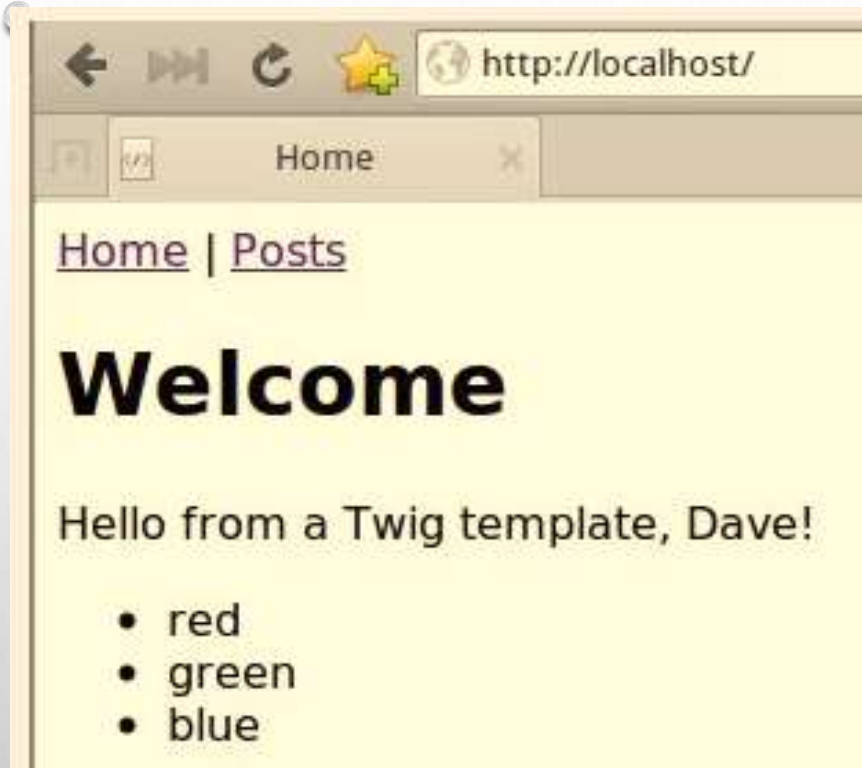 http://localhost/
Home
Home | Posts
Welcome
Hello from a Twig template, Dave!
• red
• green
• blue